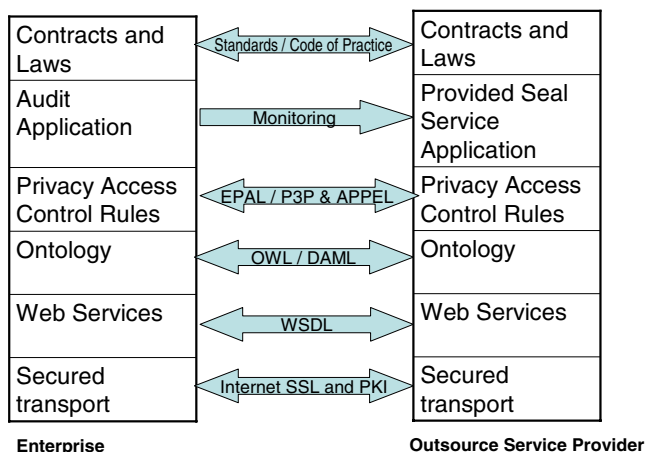 Contracts and
Laws
Standards / Code of Practice
Contracts and
Laws
Audit
Application
Monitoring
Provided Seal
Service
Application
Privacy Access
Control Rules
EPAL / P3P & APPEL
Privacy Access
Control Rules
Ontology
OWL / DAML
Ontology
Web Services
WSDL
Web Services
Secured
transport
Internet SSL and PKI
Secured
transport
Enterprise
Outsource Service Provider